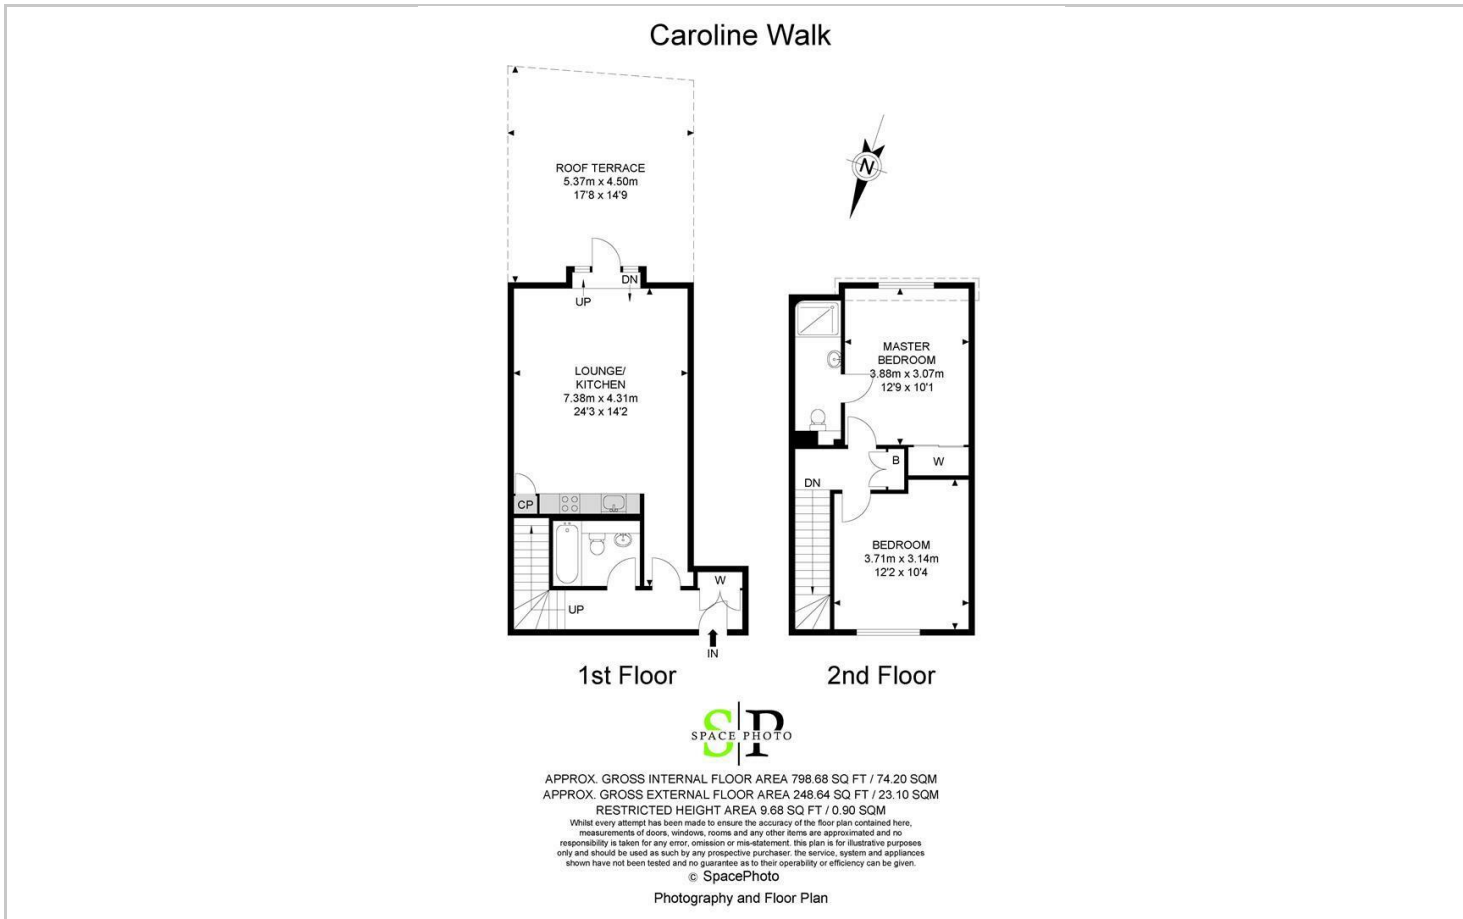 Caroline Walk
ROOF TERRACE
5.37m x 4.50m
17'8 x 14'9
N
DN
UP
LOUNGE/
KITCHEN
7.38m x 4.31m
24'3 x 14'2
CP
UP
W
IN
1st Floor
MASTER
BEDROOM
3.88m x 3.07m
12'9 x 10'1
B
W
DN
BEDROOM
3.71m x 3.14m
12'2 x 10'4
2nd Floor
S P
SPACE PHOTO
APPROX. GROSS INTERNAL FLOOR AREA 798.68 SQ FT / 74.20 SQM
APPROX. GROSS EXTERNAL FLOOR AREA 248.64 SQ FT / 23.10 SQM
RESTRICTED HEIGHT AREA 9.68 SQ FT / 0.90 SQM
Whilst every attempt has been made to ensure the accuracy of the floor plan contained here,
measurements of doors, windows, rooms and any other items are approximated and no
responsibility is taken for any error, omission or mis-statement. this plan is for illustrative purposes
only and should be used as such by any prospective purchaser. the service, system and appliances
shown have not been tested and no guarantee as to their operability or efficiency can be given.
© SpacePhoto
Photography and Floor Plan